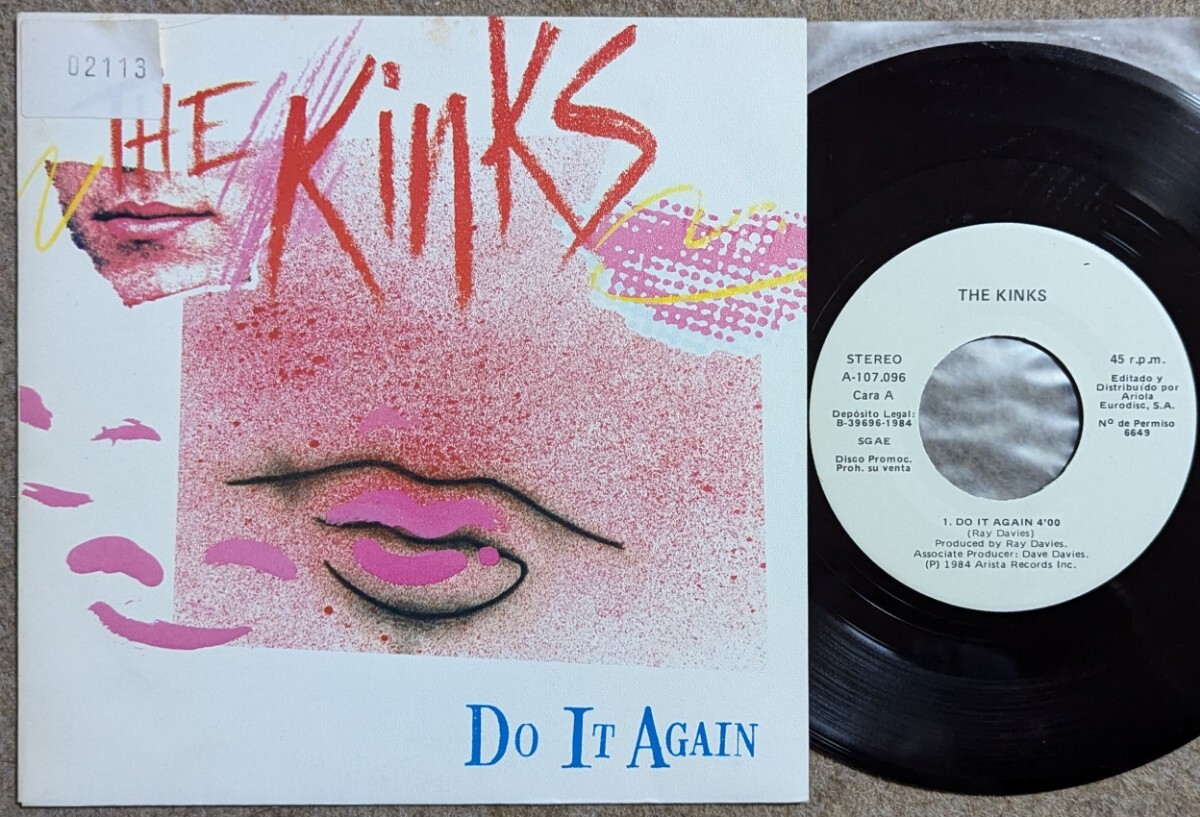 02113
THE KinKS
DO IT AGAIN
THE KINKS
STEREO
A-107.096
Cara A
Depósito Legal:
B-39696-1984
SGAE
Disco Promoc.
Proh. su venta
45 r.p.m.
Editado y
Distribuído por
Ariola
Eurodisc, S.A.
Nº de Permiso
6649
1. DO IT AGAIN 4'00
(Ray Davies)
Produced by Ray Davies.
Associate Producer: Dave Davies.
(P) 1984 Arista Records Inc.